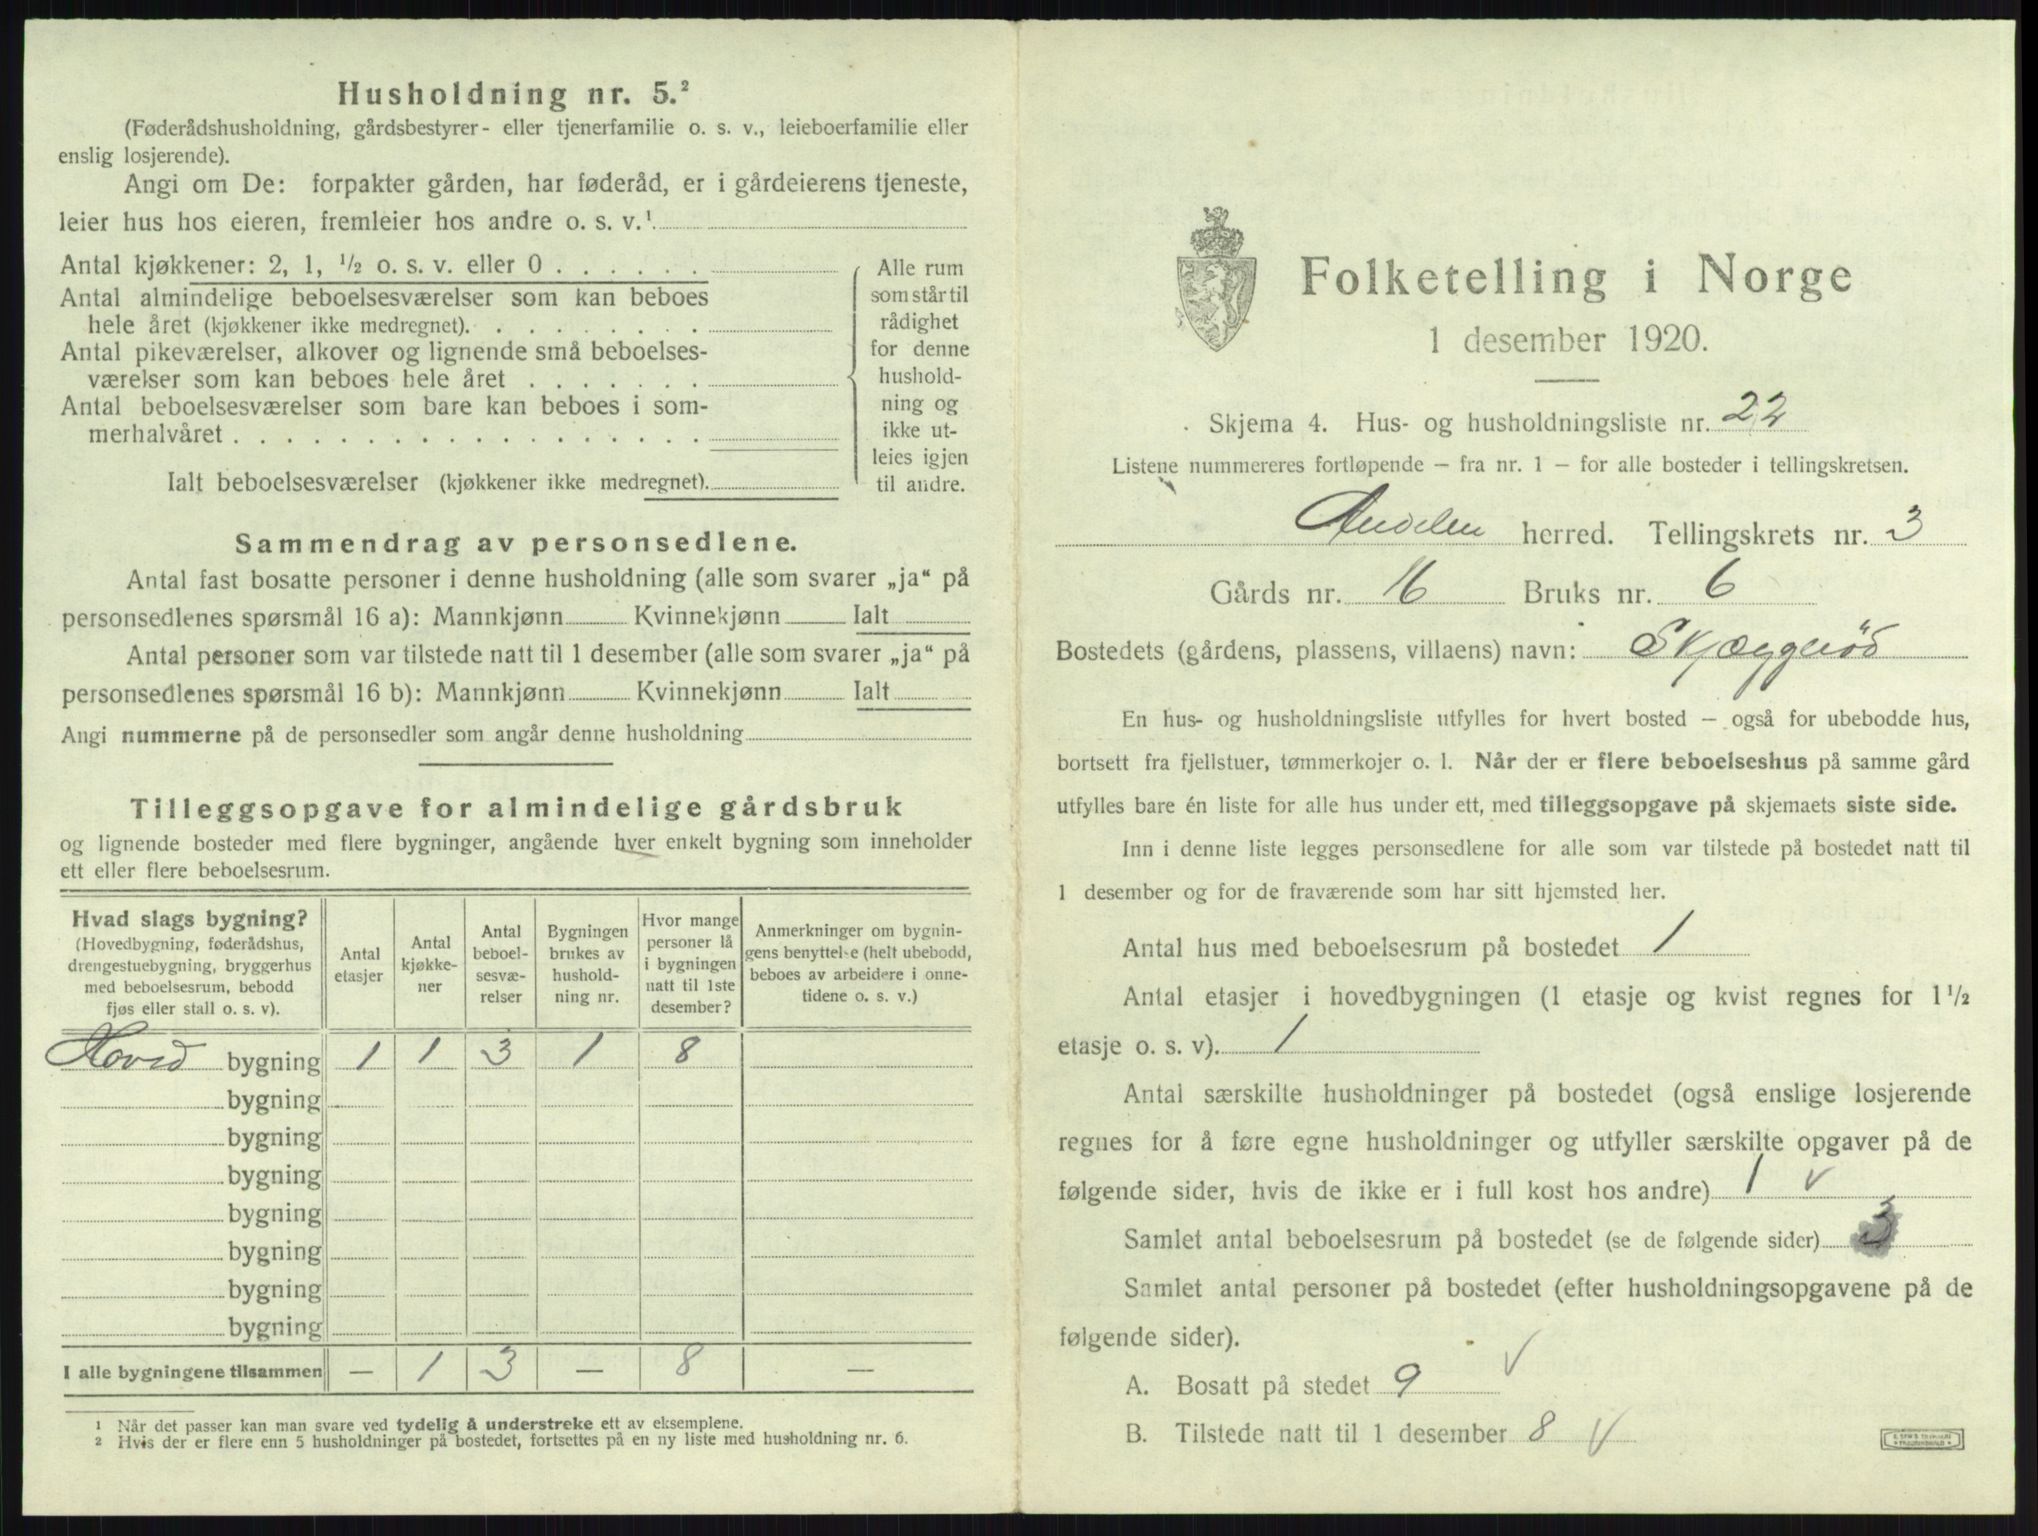 Husholdning nr. 5.²
(Føderådshusholdning, gårdsbestyrer- eller tjenerfamilie o. s. v., leieboerfamilie eller
enslig losjerende).
Angi om De: forpakter gården, har føderåd, er i gårdeierens tjeneste,
leier hus hos eieren, fremleier hos andre o. s. v.¹
Antal kjøkkener: 2, 1, ½ o. s. v. eller 0 . . . . . .
Antal almindelige beboelsesværelser som kan beboes
hele året (kjøkkener ikke medregnet). . . . . . . . .
Antal pikeværelser, alkover og lignende små beboelses-
værelser som kan beboes hele året . . . . . . .
Antal beboelsesværelser som bare kan beboes i som-
merhalvåret . . . . . . . . . . . . . . . . . .
Ialt beboelsesværelser (kjøkkener ikke medregnet).
Alle rum
som står til
rådighet
for denne
hushold-
ning og
ikke ut-
leies igjen
til andre.
Sammendrag av personsedlene.
Antal fast bosatte personer i denne husholdning (alle som svarer „ja“ på
personsedlenes spørsmål 16 a): Mannkjønn Kvinnekjønn Ialt
Antal personer som var tilstede natt til 1 desember (alle som svarer „ja“ på
personsedlenes spørsmål 16 b): Mannkjønn Kvinnekjønn Ialt
Angi nummerne på de personsedler som angår denne husholdning
Tilleggsopgave for almindelige gårdsbruk
og lignende bosteder med flere bygninger, angående hver enkelt bygning som inneholder
ett eller flere beboelsesrum.
Hvad slags bygning?
(Hovedbygning, føderådshus,
drengestuebygning, bryggerhus
med beboelsesrum, bebodd
fjøs eller stall o. s. v).
Antal
etasjer
Antal
kjøkke-
ner
Antal
beboel-
sesvæ-
relser
Bygningen
brukes av
hushold-
ning nr.
Hvor mange
personer lå
i bygningen
natt til 1ste
desember?
Anmerkninger om bygnin-
gens benyttelse (helt ubebodd,
beboes av arbeidere i onne-
tidene o. s. v.)
Hoved bygning 1 1 3 1 8
bygning
bygning
bygning
bygning
bygning
bygning
bygning
I alle bygningene tilsammen — 1 3 — 8 —
¹ Når det passer kan man svare ved tydelig å understreke ett av eksemplene.
² Hvis der er flere enn 5 husholdninger på bostedet, fortsettes på en ny liste med husholdning nr. 6.
Folketelling i Norge
1 desember 1920.
Skjema 4. Hus- og husholdningsliste nr. 22
Listene nummereres fortløpende – fra nr. 1 – for alle bosteder i tellingskretsen.
herred. Tellingskrets nr. 3
Gårds nr. 16 Bruks nr. 6
Bostedets (gårdens, plassens, villaens) navn: Skjæggerød
En hus- og husholdningsliste utfylles for hvert bosted – også for ubebodde hus,
bortsett fra fjellstuer, tømmerkojer o. l. Når der er flere beboelseshus på samme gård
utfylles bare én liste for alle hus under ett, med tilleggsopgave på skjemaets siste side.
Inn i denne liste legges personsedlene for alle som var tilstede på bostedet natt til
1 desember og for de fraværende som har sitt hjemsted her.
Antal hus med beboelsesrum på bostedet 1
Antal etasjer i hovedbygningen (1 etasje og kvist regnes for 1½
etasje o. s. v). 1
Antal særskilte husholdninger på bostedet (også enslige losjerende
regnes for å føre egne husholdninger og utfyller særskilte opgaver på de
følgende sider, hvis de ikke er i full kost hos andre) 1 √
Samlet antal beboelsesrum på bostedet (se de følgende sider) 3
Samlet antal personer på bostedet (efter husholdningsopgavene på de
følgende sider).
A. Bosatt på stedet 9 √
B. Tilstede natt til 1 desember 8 √